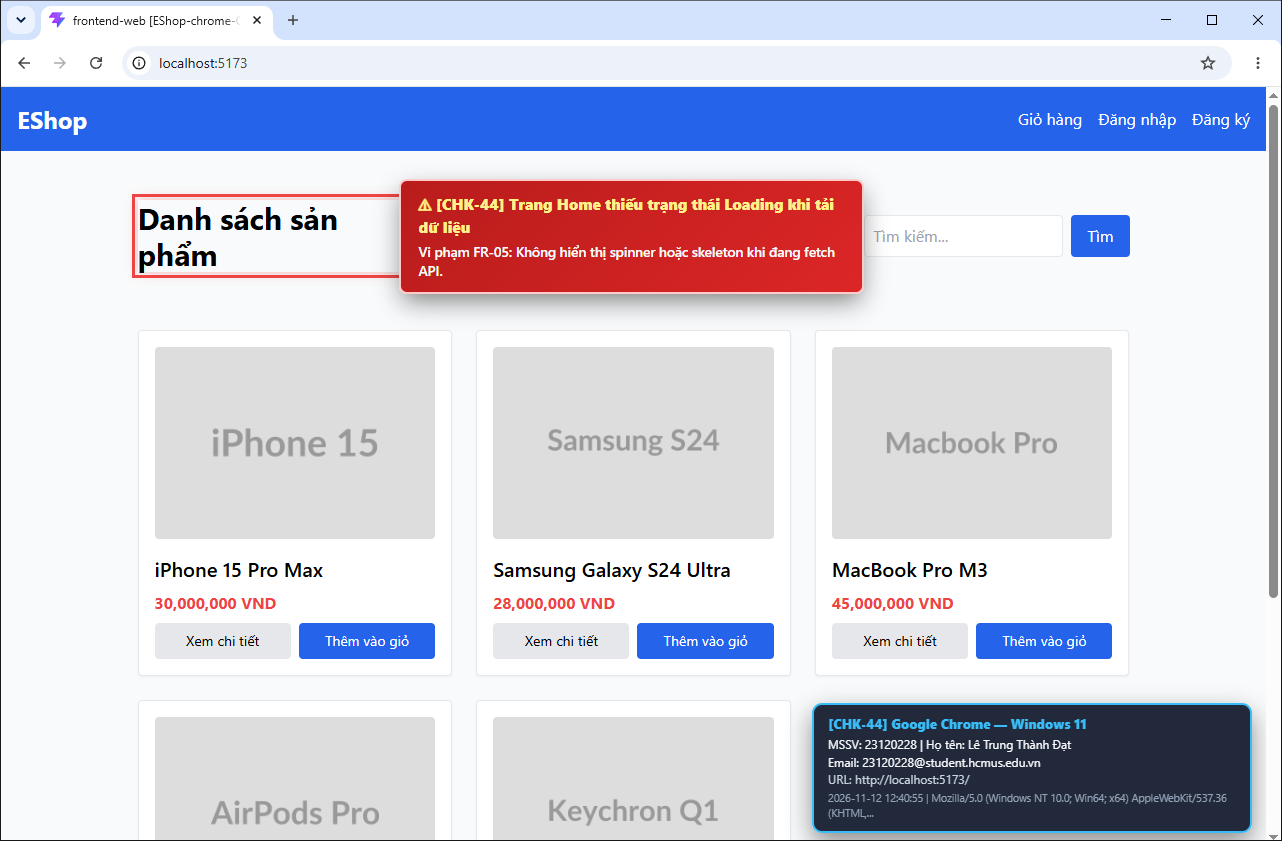 frontend-web [EShop-chrome-
localhost:5173
EShop
Giỏ hàng
Đăng nhập
Đăng ký
Danh sách sản
phẩm
⚠ [CHK-44] Trang Home thiếu trạng thái Loading khi tải
dữ liệu
Vi phạm FR-05: Không hiển thị spinner hoặc skeleton khi đang fetch
API.
Tìm kiếm...
Tìm
iPhone 15
Samsung S24
Macbook Pro
iPhone 15 Pro Max
Samsung Galaxy S24 Ultra
MacBook Pro M3
30,000,000 VND
28,000,000 VND
45,000,000 VND
Xem chi tiết
Thêm vào giỏ
Xem chi tiết
Thêm vào giỏ
Xem chi tiết
Thêm vào giỏ
AirPods Pro
Keychron Q1
[CHK-44] Google Chrome — Windows 11
MSSV: 23120228 | Họ tên: Lê Trung Thành Đạt
Email: 23120228@student.hcmus.edu.vn
URL: http://localhost:5173/
2026-11-12 12:40:55 | Mozilla/5.0 (Windows NT 10.0; Win64; x64) AppleWebKit/537.36
(KHTML,...